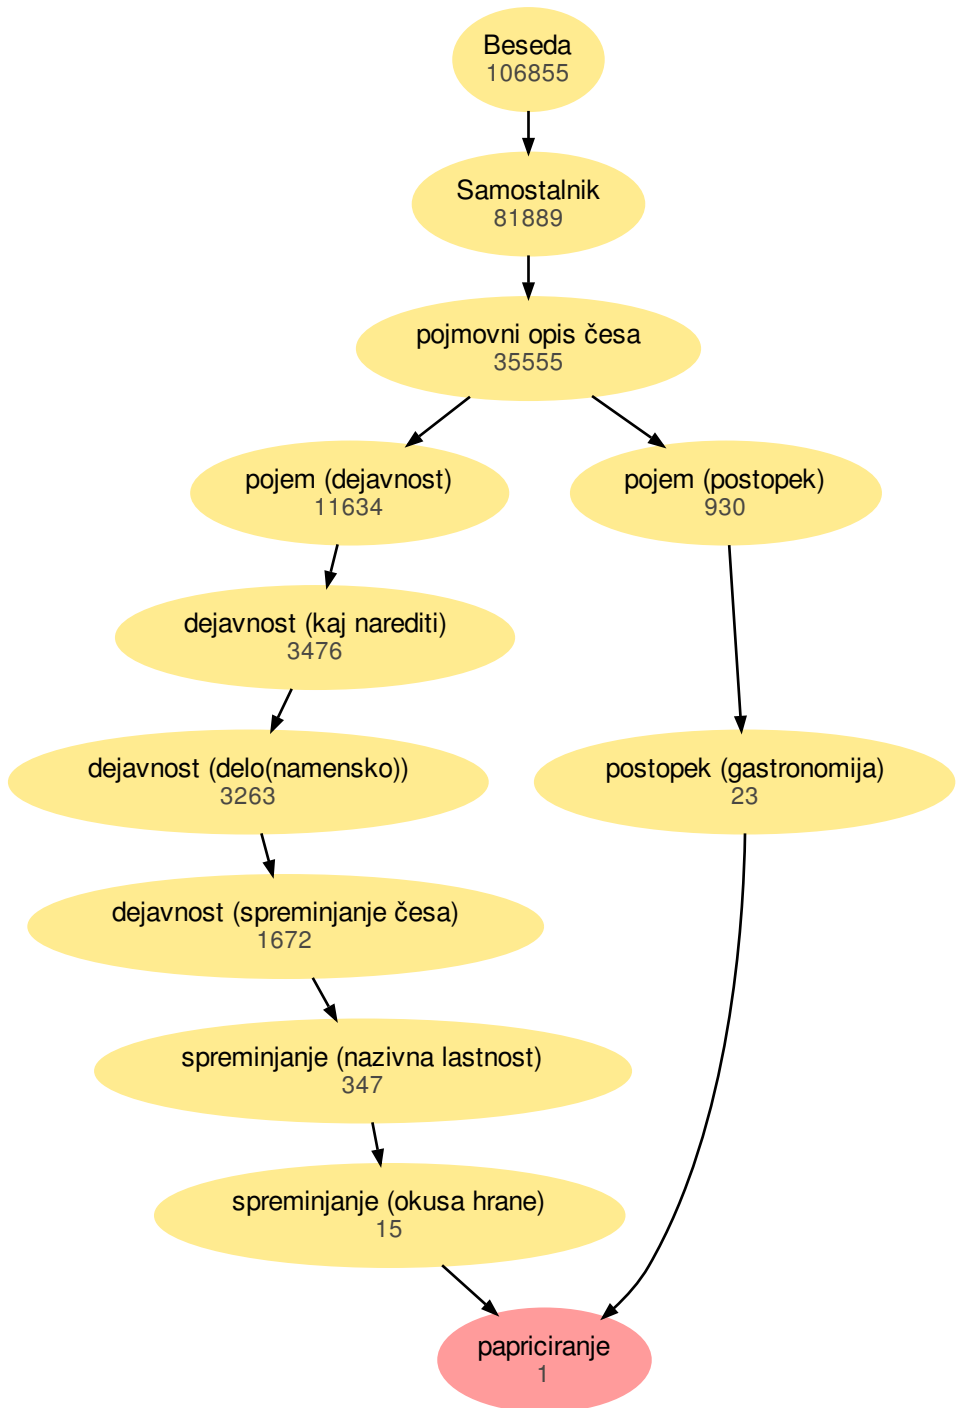 Beseda
106855
Samostalnik
81889
pojmovni opis česa
35555
pojem (dejavnost)
11634
pojem (postopek)
930
dejavnost (kaj narediti)
3476
dejavnost (delo(namensko))
3263
postopek (gastronomija)
23
dejavnost (spreminjanje česa)
1672
spreminjanje (nazivna lastnost)
347
spreminjanje (okusa hrane)
15
papriciranje
1